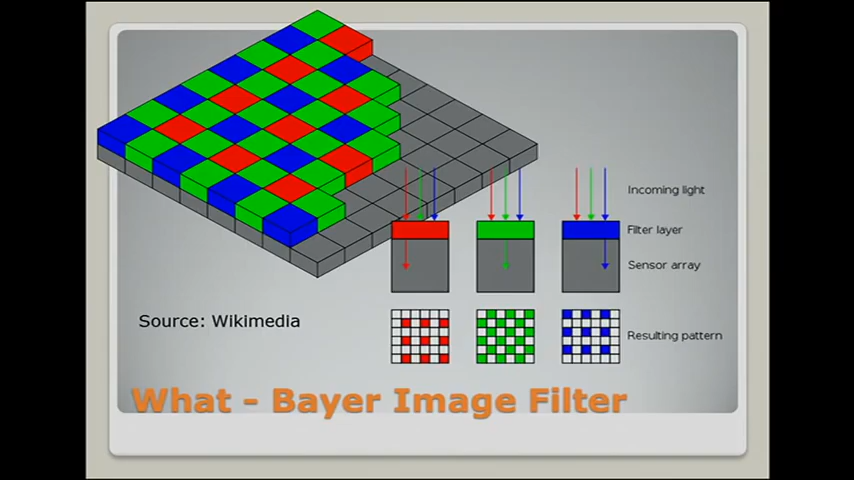 Incoming light
Filter layer
Sensor array
Source: Wikimedia
Resulting pattern
What - Bayer Image Filter